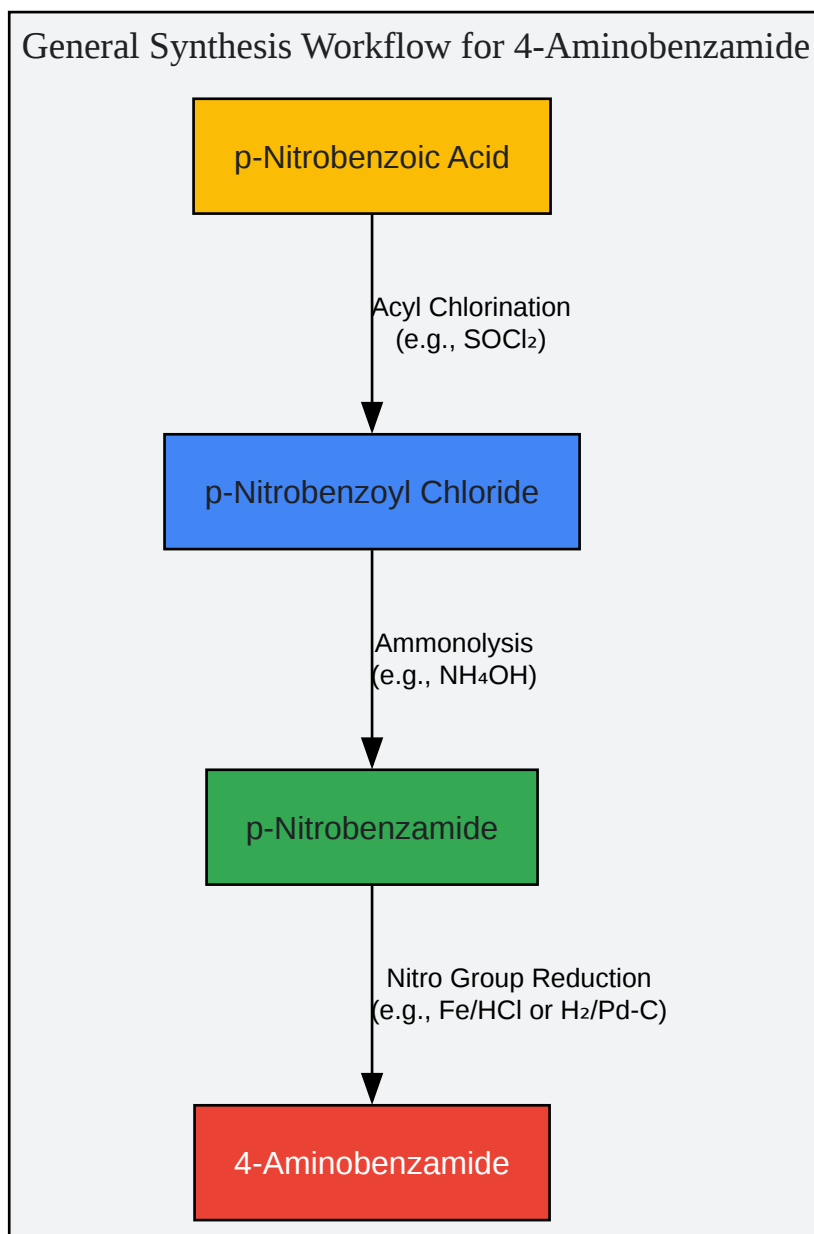 General Synthesis Workflow for 4-Aminobenzamide
p-Nitrobenzoic Acid
Acyl Chlorination
(e.g., SOCl₂)
p-Nitrobenzoyl Chloride
Ammonolysis
(e.g., NH₄OH)
p-Nitrobenzamide
Nitro Group Reduction
(e.g., Fe/HCl or H₂/Pd-C)
4-Aminobenzamide